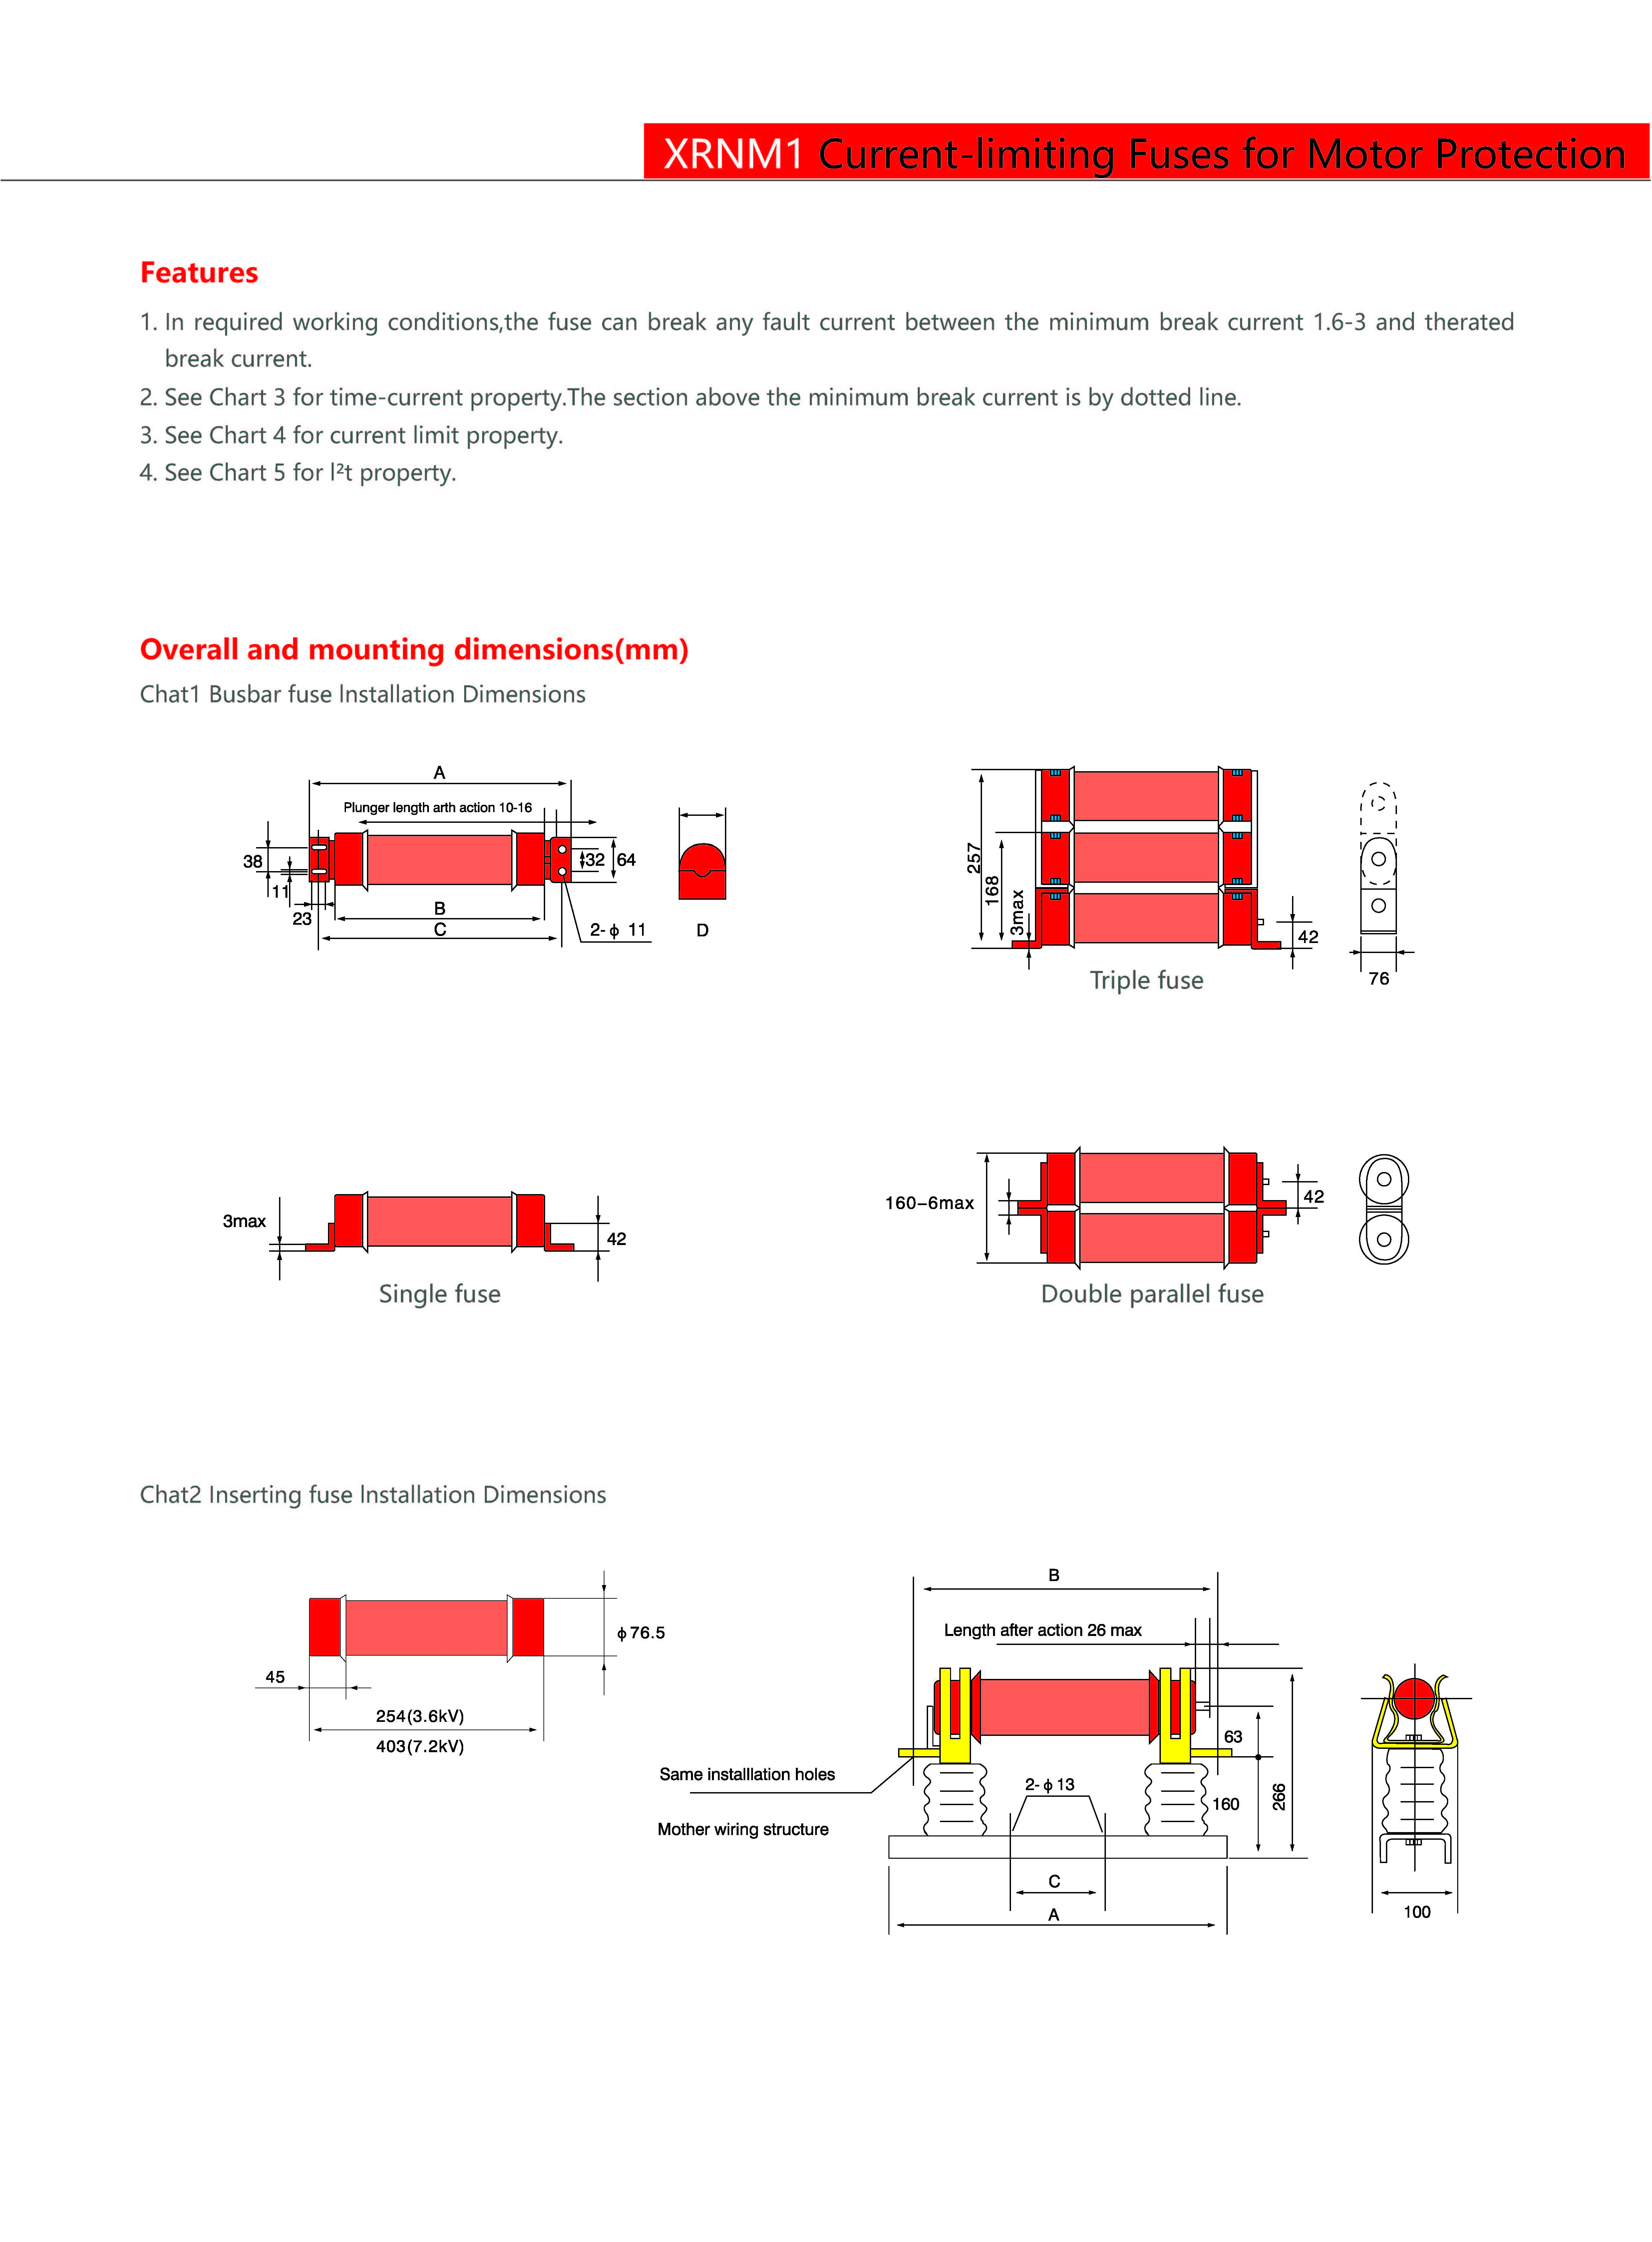 XRNM1 Current-limiting Fuses for Motor Protection
Features
1. In required working conditions,the fuse can break any fault current between the minimum break current 1.6-3 and therated
break current.
2. See Chart 3 for time-current property.The section above the minimum break current is by dotted line.
3. See Chart 4 for current limit property.
4. See Chart 5 for l²t property.
Overall and mounting dimensions(mm)
Chat1 Busbar fuse lnstallation Dimensions
A
Plunger length arth action 10-16
38
11
23
B
C
32
64
2-ϕ 11
D
257
168
3max
42
76
Triple fuse
3max
42
Single fuse
160-6max
42
Double parallel fuse
Chat2 Inserting fuse lnstallation Dimensions
45
254(3.6kV)
403(7.2kV)
ϕ76.5
B
Length after action 26 max
63
Same installlation holes
2-ϕ13
160
266
Mother wiring structure
C
A
100